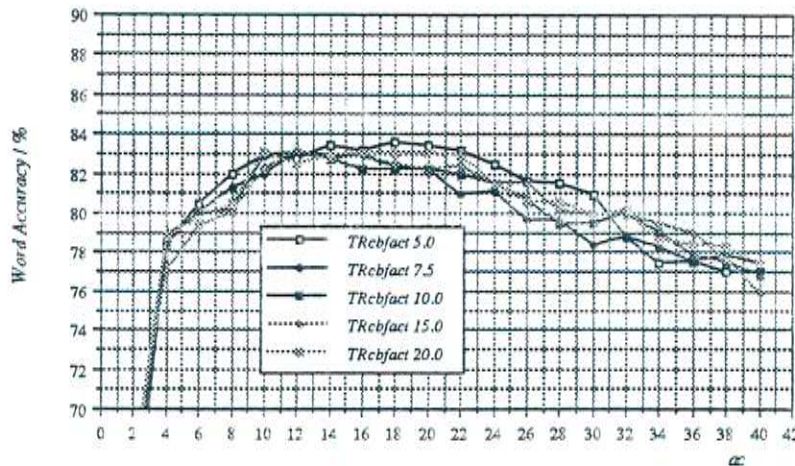 90
88
86
84
82
80
78
76
74
72
70
Word Accuracy / %
TRebfact 5.0
TRebfact 7.5
TRebfact 10.0
TRebfact 15.0
TRebfact 20.0
0 2 4 6 8 10 12 14 16 18 20 22 24 26 28 30 32 34 36 38 40 42